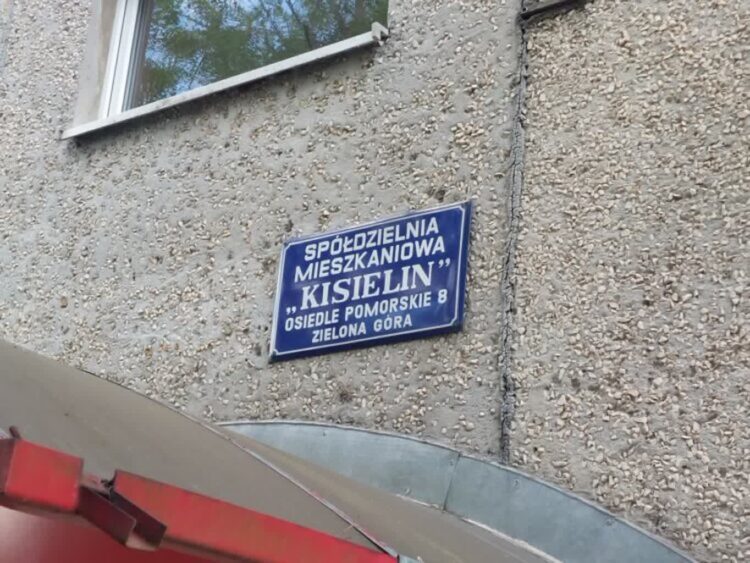 SPÓŁDZIELNIA
MIESZKANIOWA
„KISIELIN”
OSIEDLE POMORSKIE 8
ZIELONA GÓRA